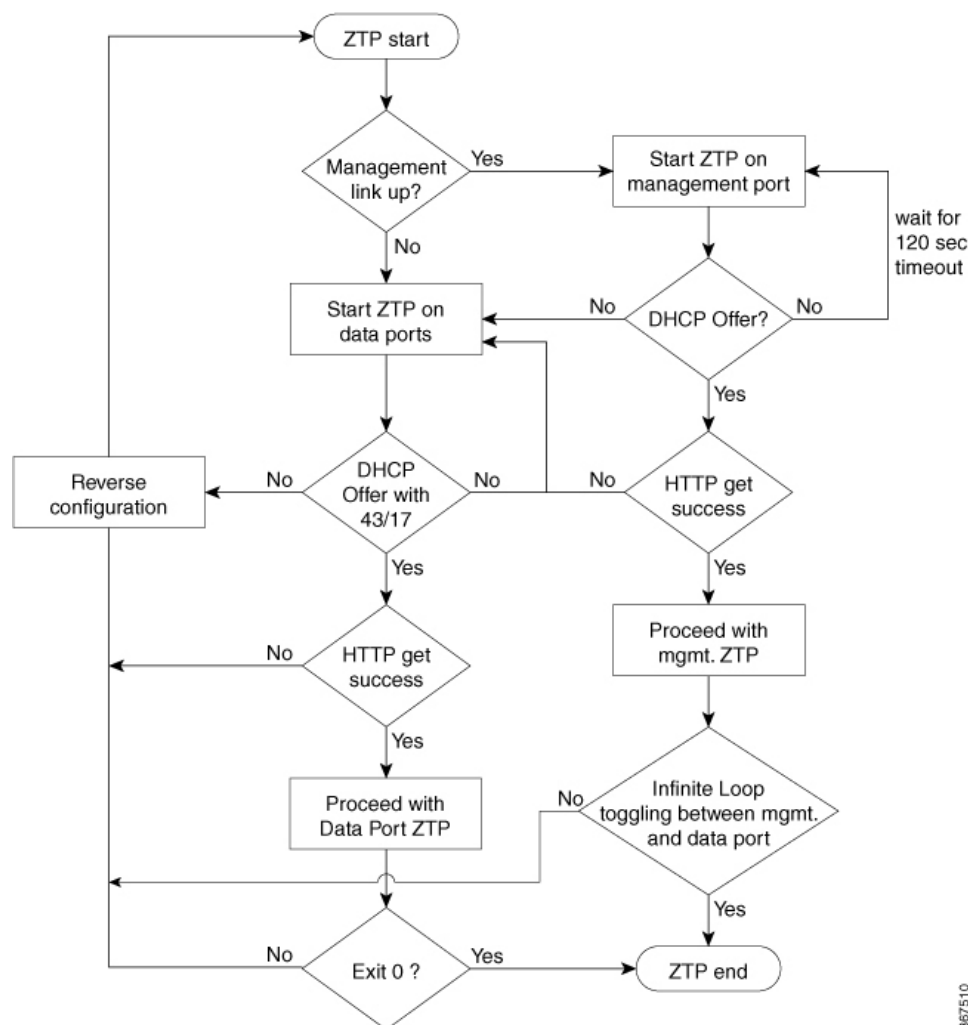 ZTP start
Management
link up?
Yes
Start ZTP on
management port
wait for
120 sec
timeout
No
Start ZTP on
data ports
No
DHCP Offer?
No
Yes
Reverse
configuration
No
DHCP
Offer with
43/17
No
No
HTTP get
success
Yes
Yes
No
HTTP get
success
Proceed with
mgmt. ZTP
Yes
Proceed with
Data Port ZTP
No
Infinite Loop
toggling between mgmt.
and data port
Yes
No
Exit 0 ?
Yes
ZTP end
367510